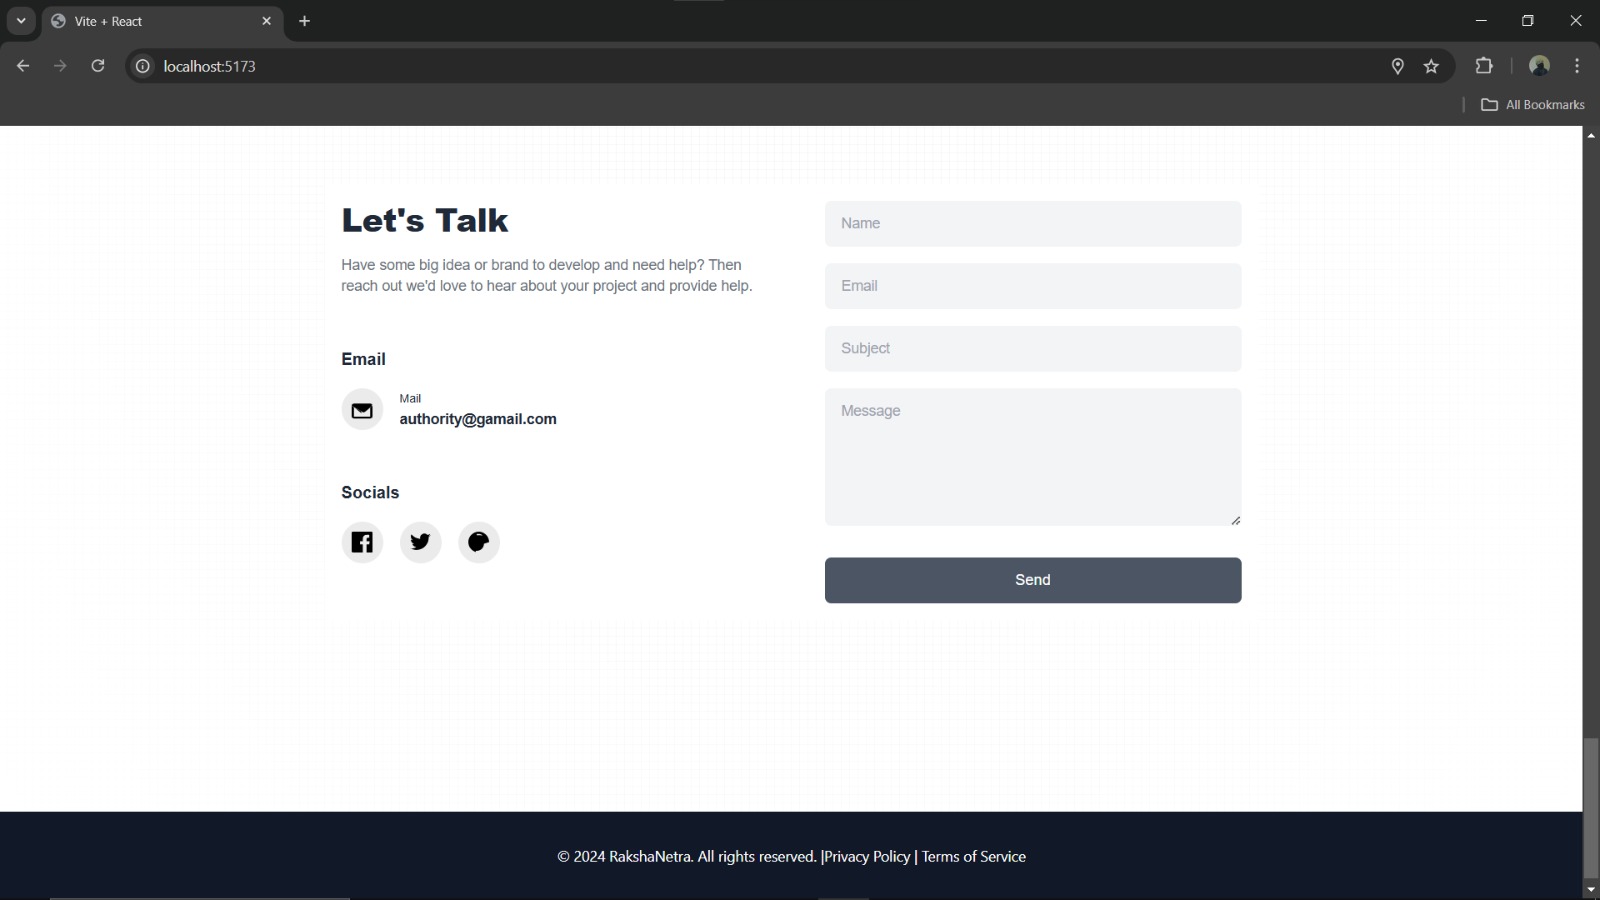 Vite + React
localhost:5173
All Bookmarks
Let's Talk
Have some big idea or brand to develop and need help? Then
reach out we'd love to hear about your project and provide help.
Email
Mail
authority@gamail.com
Socials
Name
Email
Subject
Message
Send
© 2024 RakshaNetra. All rights reserved. |Privacy Policy | Terms of Service